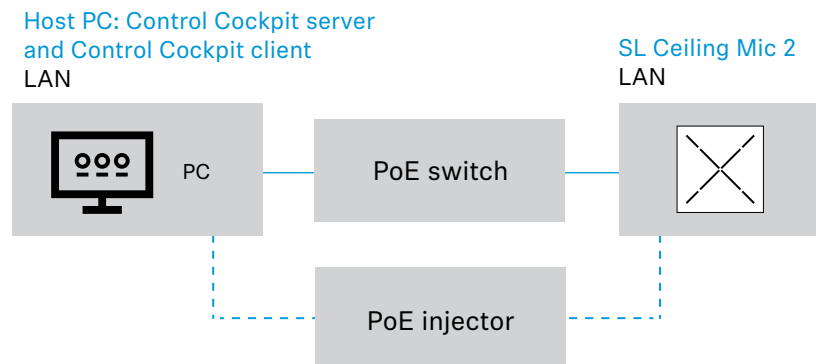 Host PC: Control Cockpit server
and Control Cockpit client
LAN
SL Ceiling Mic 2
LAN
PC
PoE switch
PoE injector